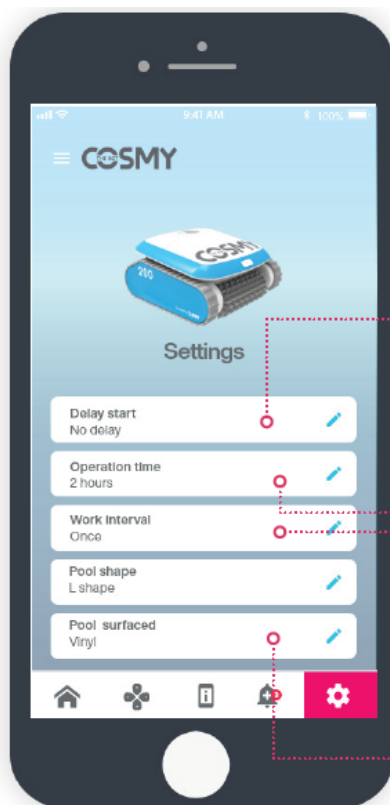 9:41 AM
100%
COSMY
COSMY
200
Settings
Delay start
No delay
Operation time
2 hours
Work interval
Once
Pool shape
L shape
Pool surfaced
Vinyl